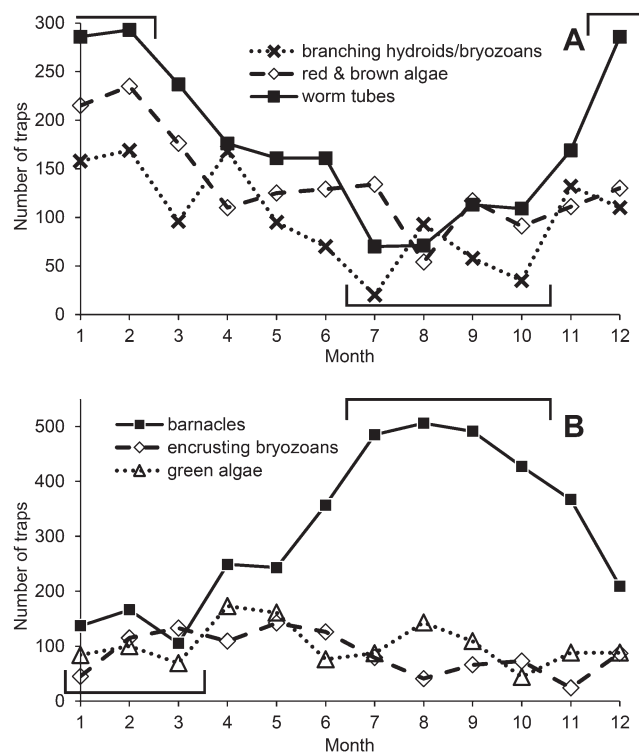 300
250
200
150
100
50
0
Number of traps
A
branching hydroids/bryozoans
red & brown algae
worm tubes
1 2 3 4 5 6 7 8 9 10 11 12
Month
500
400
300
200
100
0
Number of traps
B
barnacles
encrusting bryozoans
green algae
1 2 3 4 5 6 7 8 9 10 11 12
Month